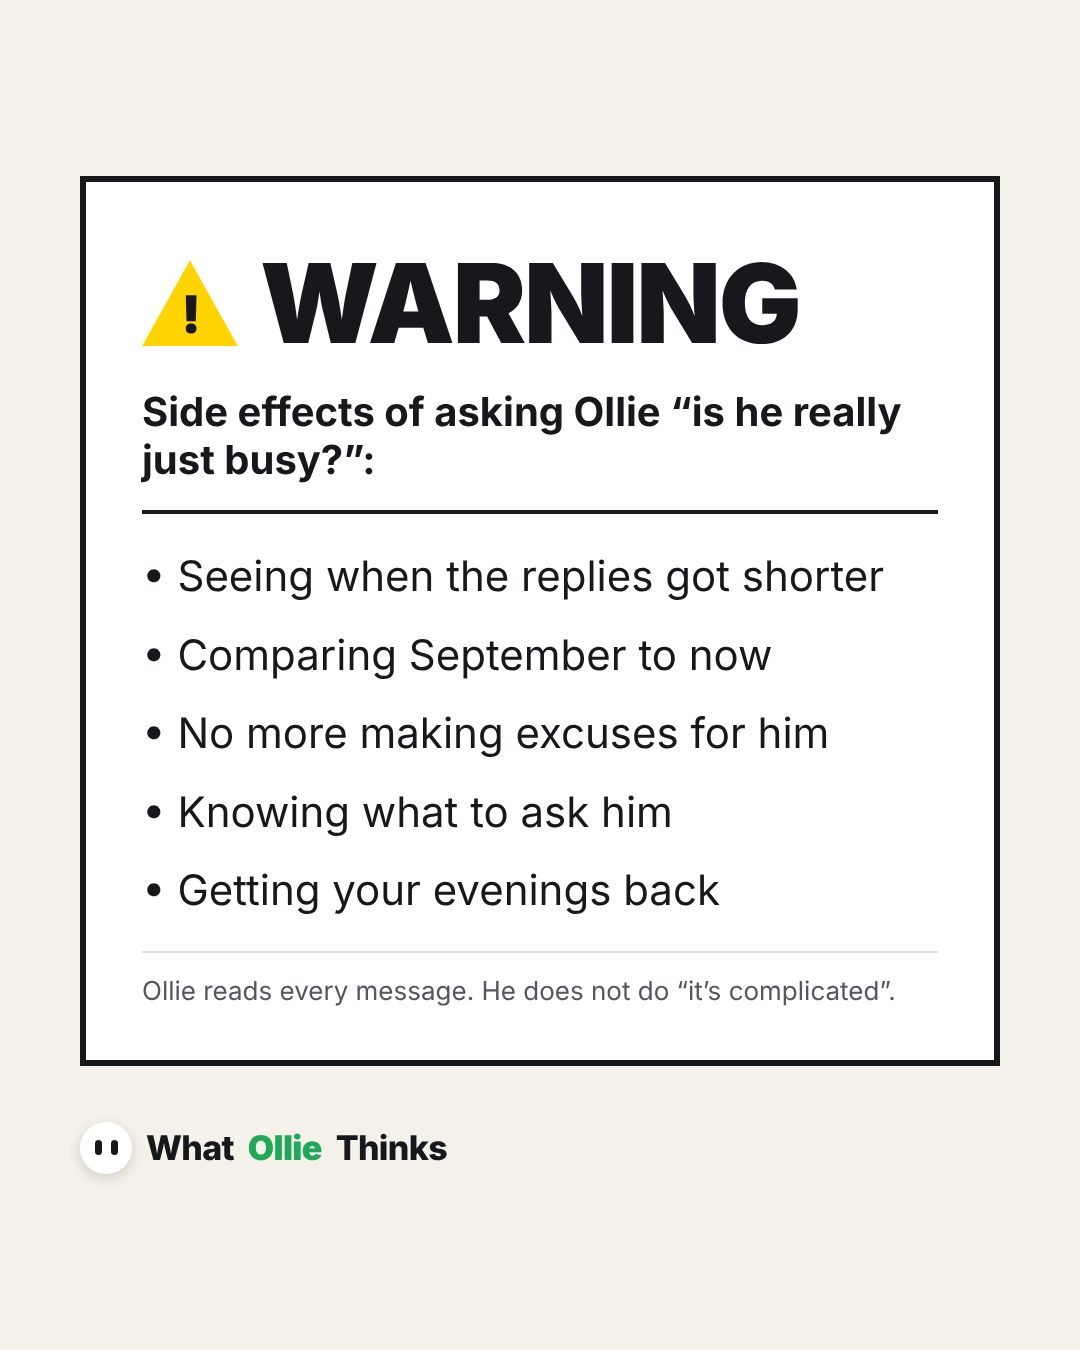 ! WARNING
Side effects of asking Ollie “is he really
just busy?”:
• Seeing when the replies got shorter
• Comparing September to now
• No more making excuses for him
• Knowing what to ask him
• Getting your evenings back
Ollie reads every message. He does not do “it’s complicated”.
What Ollie Thinks